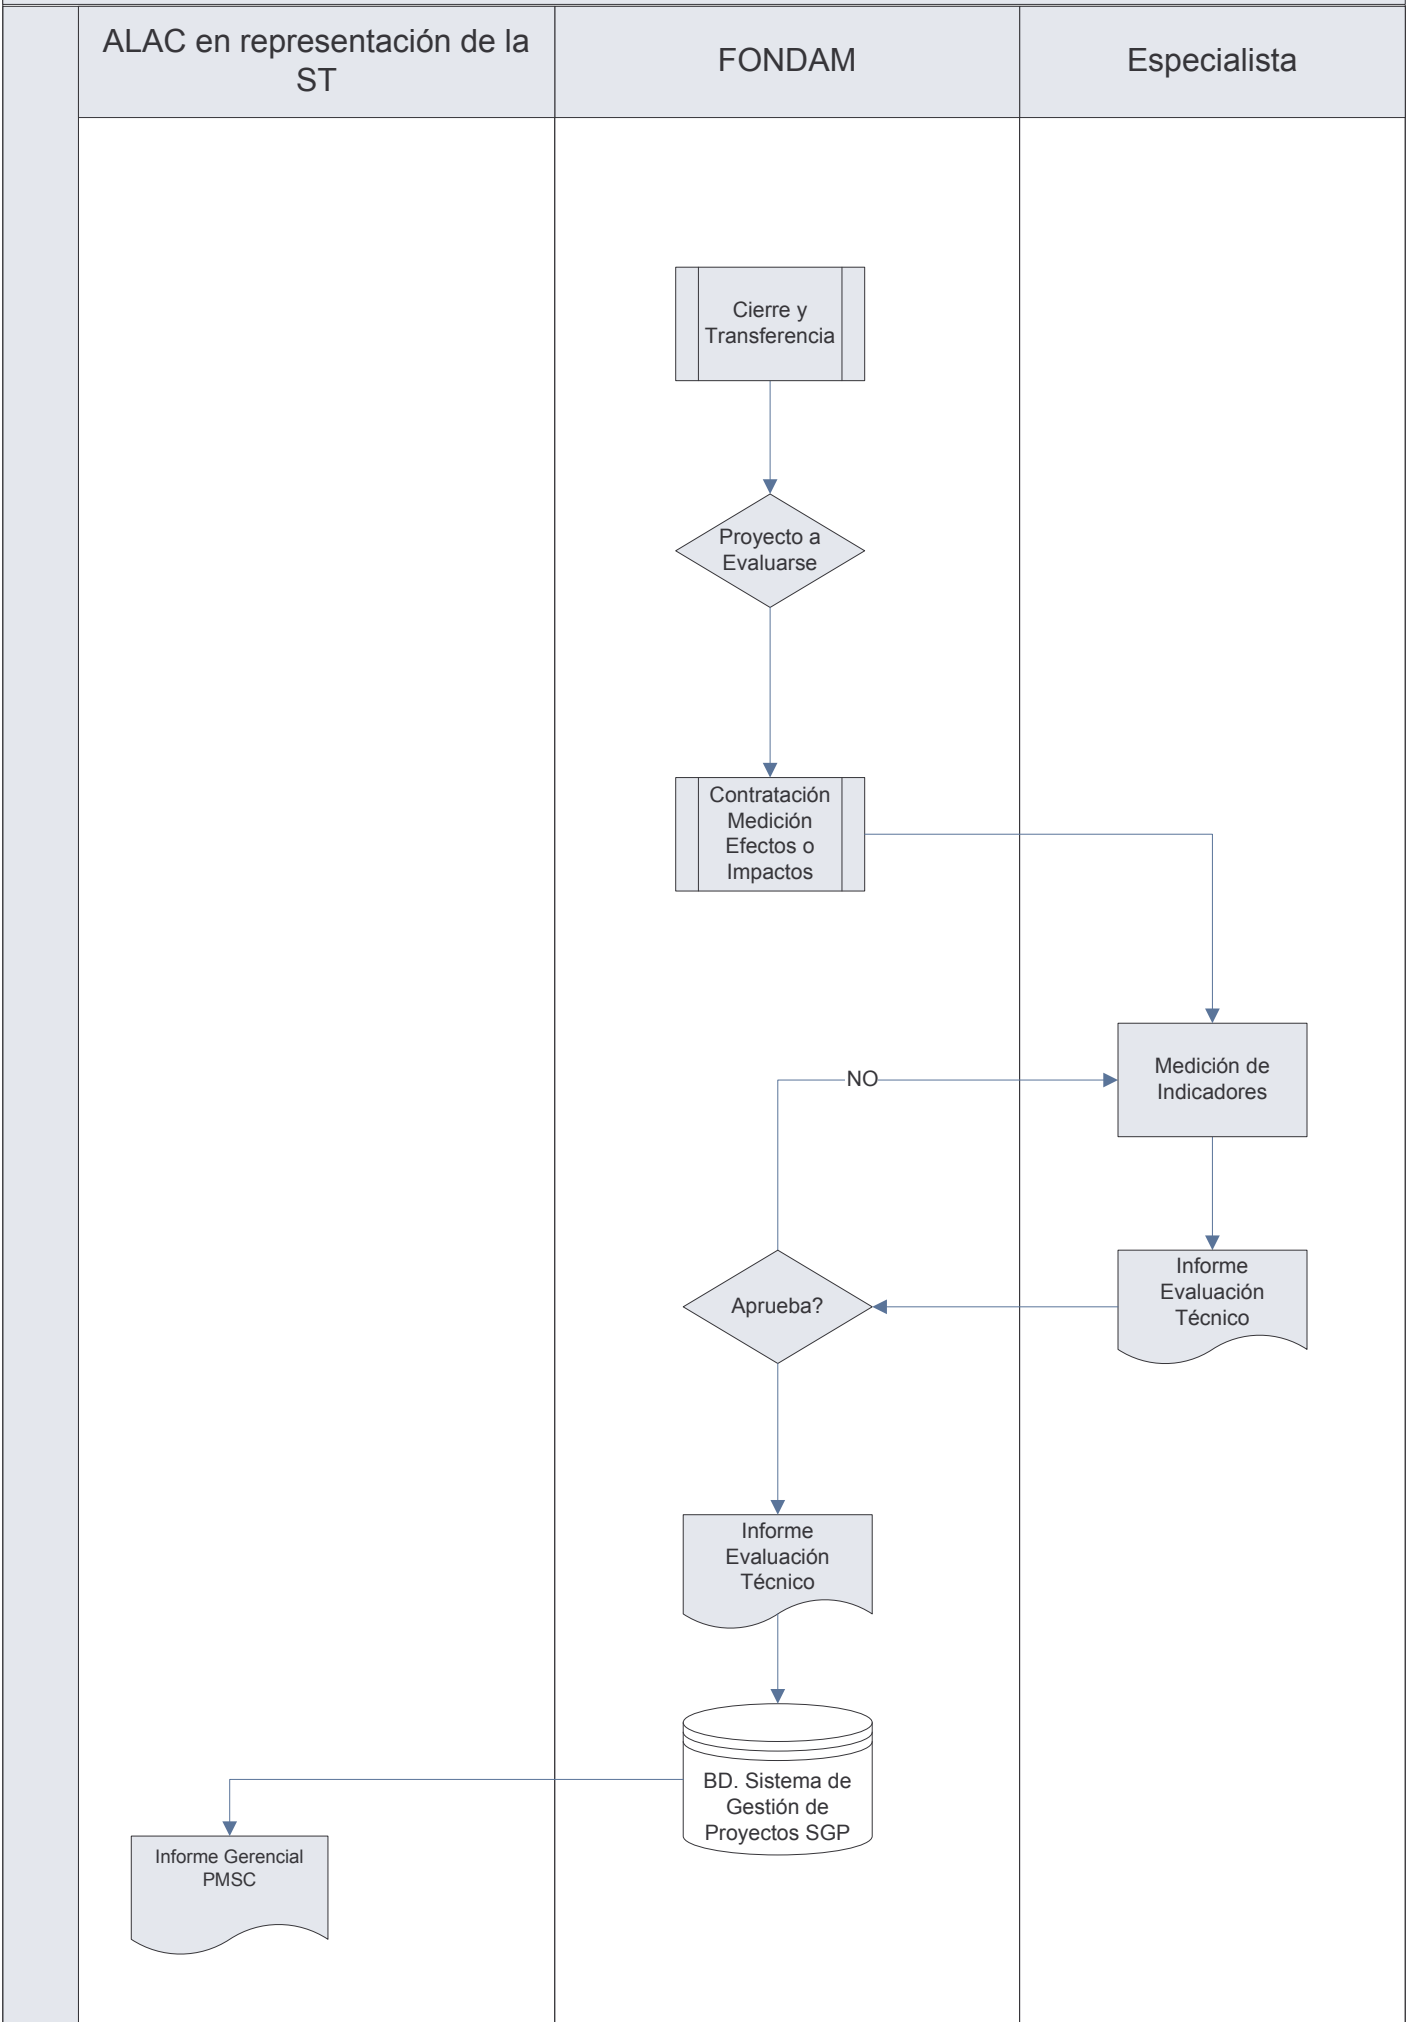 ALAC en representación de la
ST
FONDAM
Especialista
Cierre y
Transferencia
Proyecto a
Evaluarse
Contratación
Medición
Efectos o
Impactos
Medición de
Indicadores
NO
Informe
Evaluación
Técnico
Aprueba?
Informe
Evaluación
Técnico
BD. Sistema de
Gestión de
Proyectos SGP
Informe Gerencial
PMSC